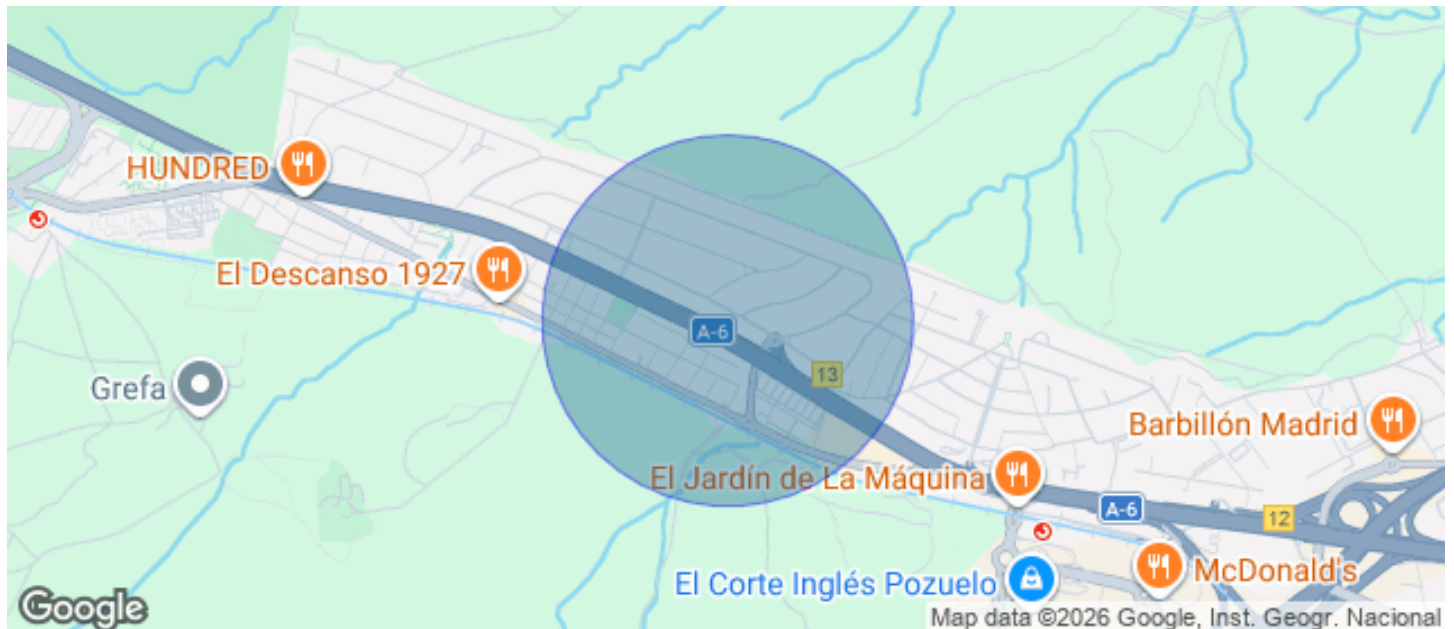 HUNDRED
El Descanso 1927
A-6
Grefa
13
Barbillón Madrid
El Jardín de La Máquina
A-6
12
El Corte Inglés Pozuelo
McDonald's
Google
Map data ©2026 Google, Inst. Geogr. Nacional